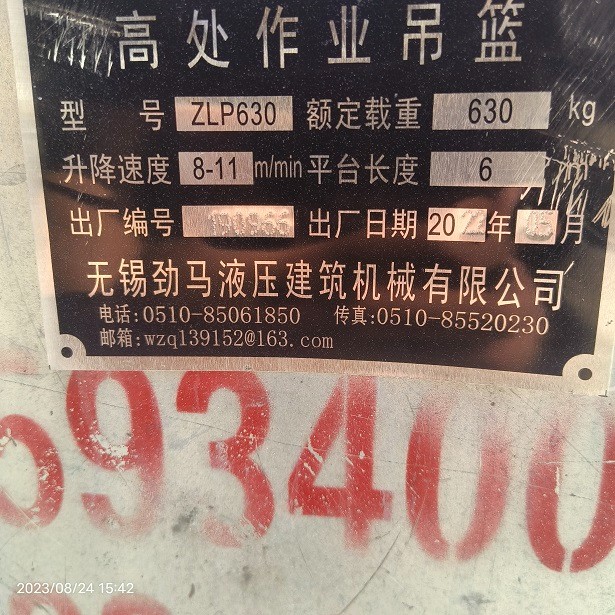 高处作业吊篮
型号 ZLP630 额定载重 630 kg
升降速度 8-11 m/min 平台长度 6 m
出厂编号 出厂日期 202 年 月
无锡劲马液压建筑机械有限公司
电话:0510-85061850 传真:0510-85520230
邮箱:wzq139152@163.com
593400
2023/08/24 15:42